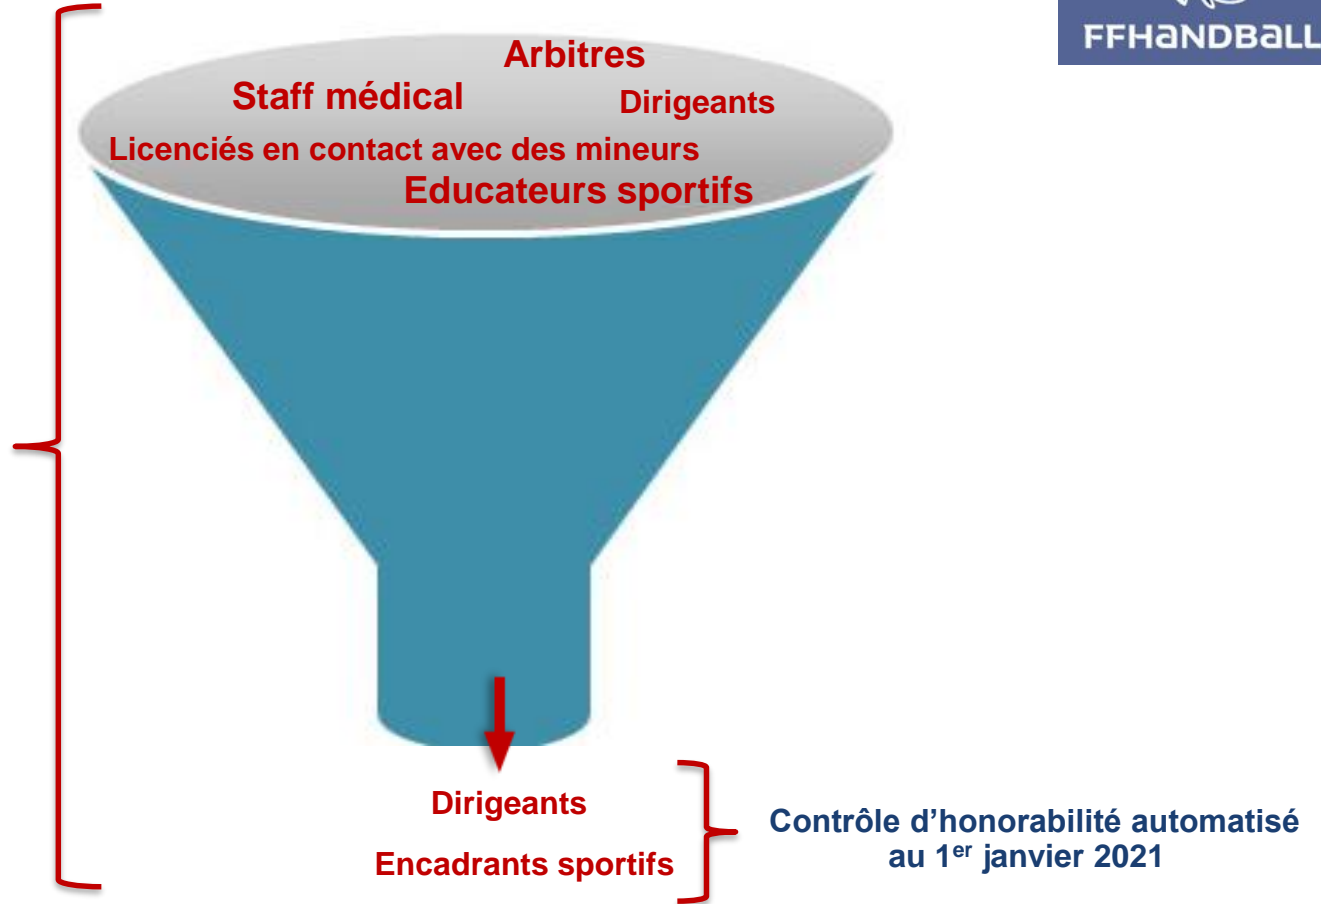 FFHANDBALL
Arbitres
Staff médical
Dirigeants
Licenciés en contact avec des mineurs
Educateurs sportifs
Dirigeants
Encadrants sportifs
Contrôle d’honorabilité automatisé
au 1er janvier 2021